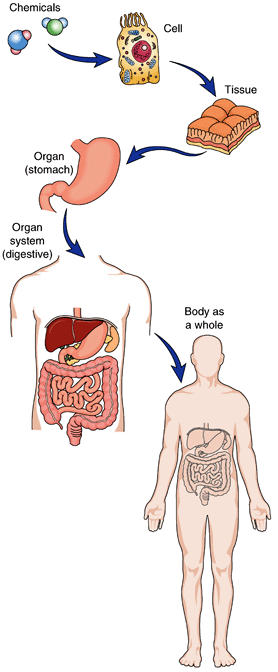 Chemicals
Cell
Tissue
Organ
(stomach)
Organ
system
(digestive)
Body as
a whole